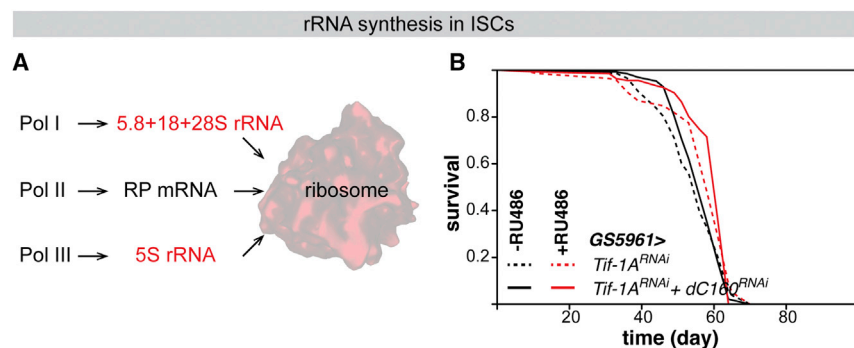 rRNA synthesis in ISCs
A
Pol I
5.8+18+28S rRNA
Pol II
RP mRNA
ribosome
Pol III
5S rRNA
B
survival
0.8
0.6
0.4
0.2
-RU486
+RU486
GS5961>
Tif-1A^RNAi
Tif-1A^RNAi + dC160^RNAi
20
40
60
80
time (day)